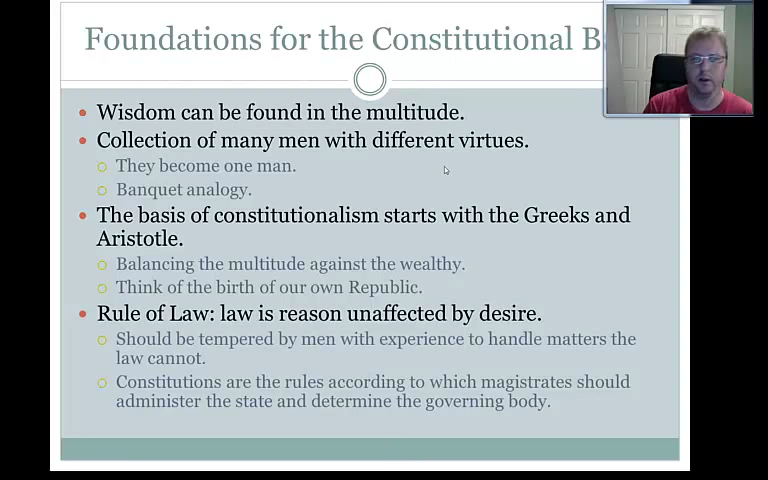 Foundations for the Constitutional
Wisdom can be found in the multitude.
Collection of many men with different virtues.
They become one man.
Banquet analogy.
The basis of constitutionalism starts with the Greeks and
Aristotle.
Balancing the multitude against the wealthy.
Think of the birth of our own Republic.
Rule of Law: law is reason unaffected by desire.
Should be tempered by men with experience to handle matters the
law cannot.
Constitutions are the rules according to which magistrates should
administer the state and determine the governing body.